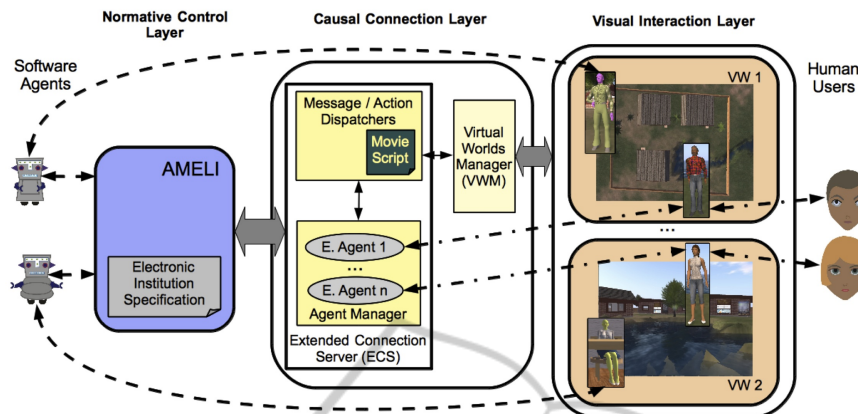 Normative Control
Layer
Causal Connection Layer
Visual Interaction Layer
Software
Agents
AMELI
Electronic
Institution
Specification
Message / Action
Dispatchers
Movie
Script
E. Agent 1
...
E. Agent n
Agent Manager
Extended Connection
Server (ECS)
Virtual
Worlds
Manager
(VWM)
VW 1
...
VW 2
Human
Users